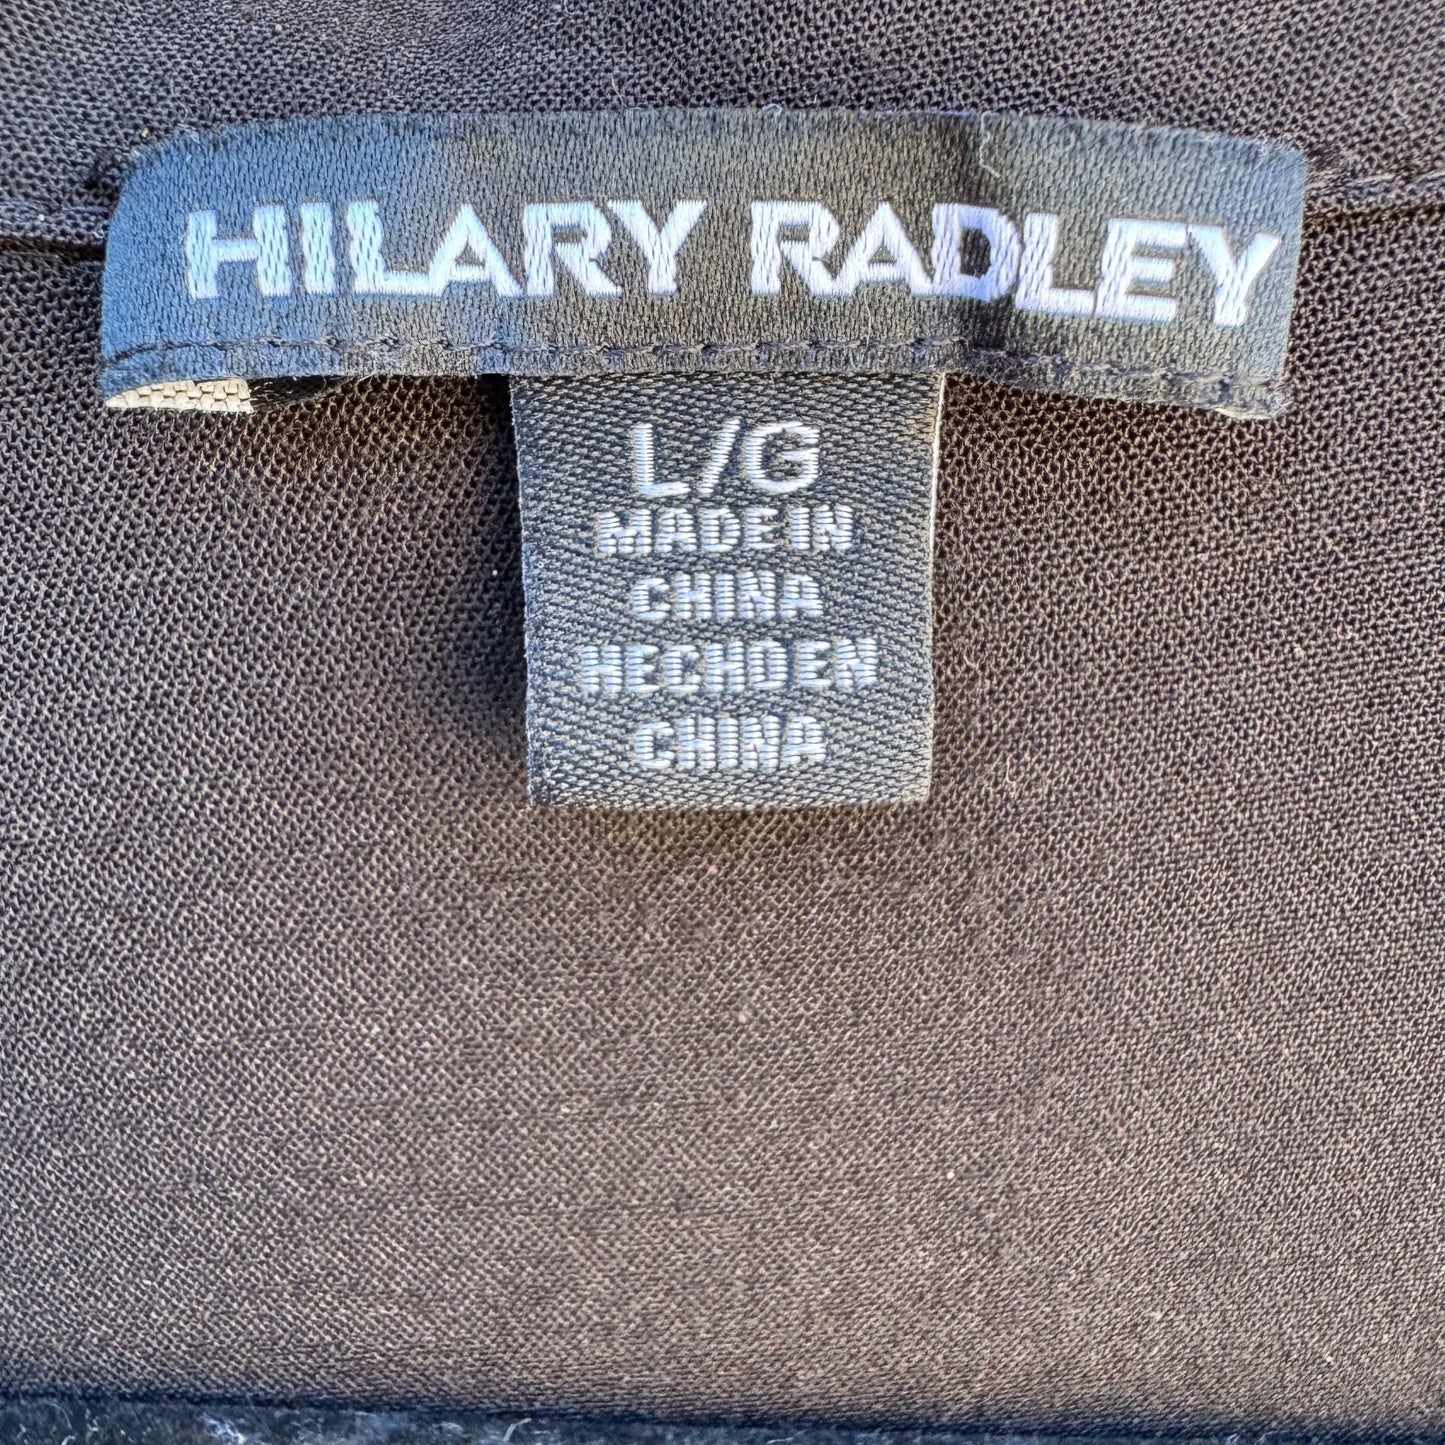 HILARY RADLEY
L/G
MADE IN
CHINA
HECHO EN
CHINA